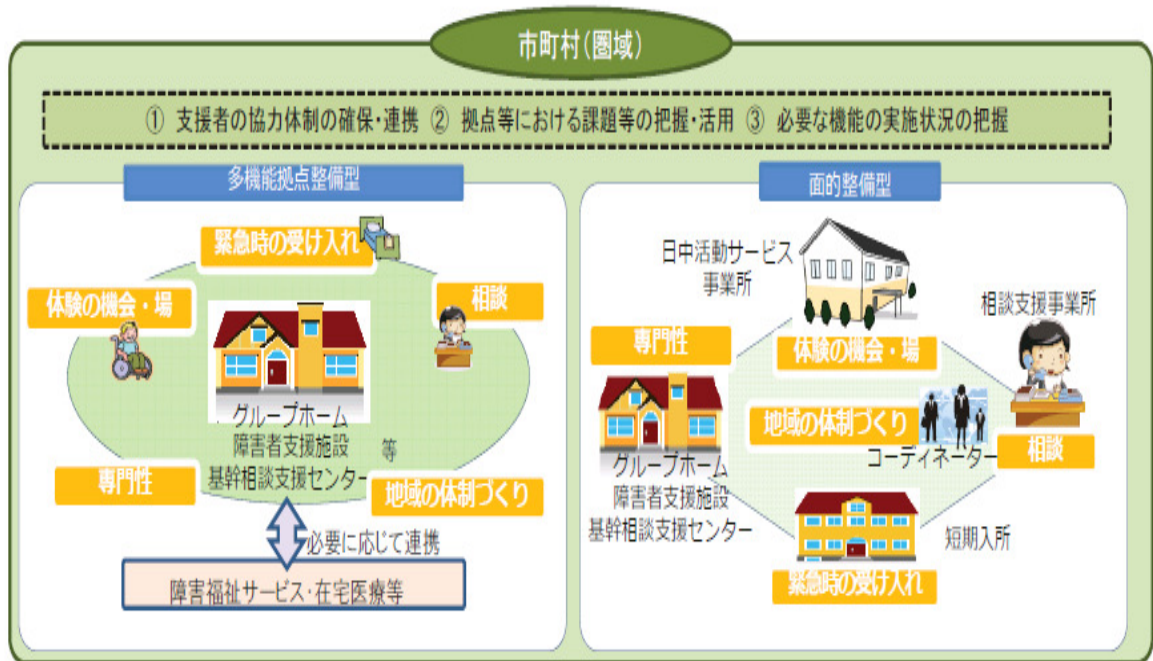 市町村(圏域)
① 支援者の協力体制の確保･連携 ② 拠点等における課題等の把握･活用 ③ 必要な機能の実施状況の把握
多機能拠点整備型
緊急時の受け入れ
体験の機会・場
相談
グループホーム
障害者支援施設 等
基幹相談支援センター
専門性
地域の体制づくり
必要に応じて連携
障害福祉サービス･在宅医療等
面的整備型
日中活動サービス
事業所
相談支援事業所
専門性
体験の機会・場
地域の体制づくり
コーディネーター
相談
グループホーム
障害者支援施設
基幹相談支援センター
短期入所
緊急時の受け入れ